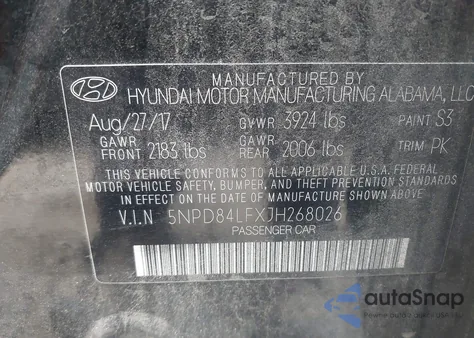 MANUFACTURED BY
HYUNDAI MOTOR MANUFACTURING ALABAMA, LLC
Aug/27/17 GVWR 3924 lbs PAINT S3
GAWR FRONT 2183 lbs GAWR REAR 2006 lbs TRIM PK
THIS VEHICLE CONFORMS TO ALL APPLICABLE U.S.A. FEDERAL
MOTOR VEHICLE SAFETY, BUMPER, AND THEFT PREVENTION STANDARDS
IN EFFECT ON THE DATE OF MANUFACTURE SHOWN ABOVE
V.I.N 5NPD84LFXJH268026
PASSENGER CAR
autoSnap